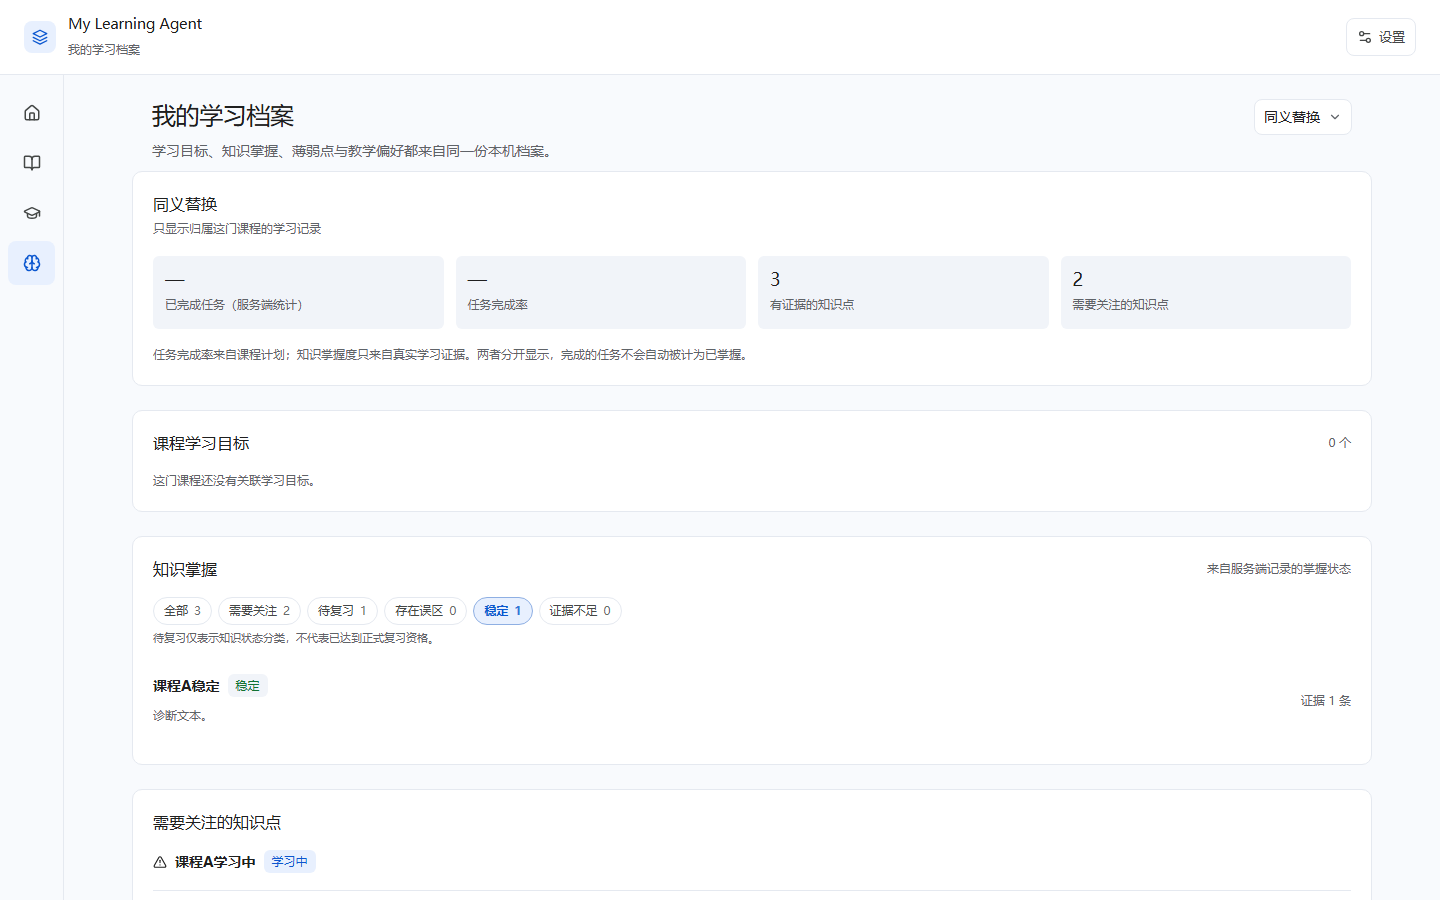 My Learning Agent
我的学习档案
设置
我的学习档案
同义替换
学习目标、知识掌握、薄弱点与教学偏好都来自同一份本机档案。
同义替换
只显示归属这门课程的学习记录
—
已完成任务（服务端统计）
—
任务完成率
3
有证据的知识点
2
需要关注的知识点
任务完成率来自课程计划；知识掌握度只来自真实学习证据。两者分开显示，完成的任务不会自动被计为已掌握。
课程学习目标
0 个
这门课程还没有关联学习目标。
知识掌握
来自服务端记录的掌握状态
全部 3
需要关注 2
待复习 1
存在误区 0
稳定 1
证据不足 0
待复习仅表示知识状态分类，不代表已达到正式复习资格。
课程A稳定 稳定
诊断文本。
证据 1 条
需要关注的知识点
课程A学习中 学习中